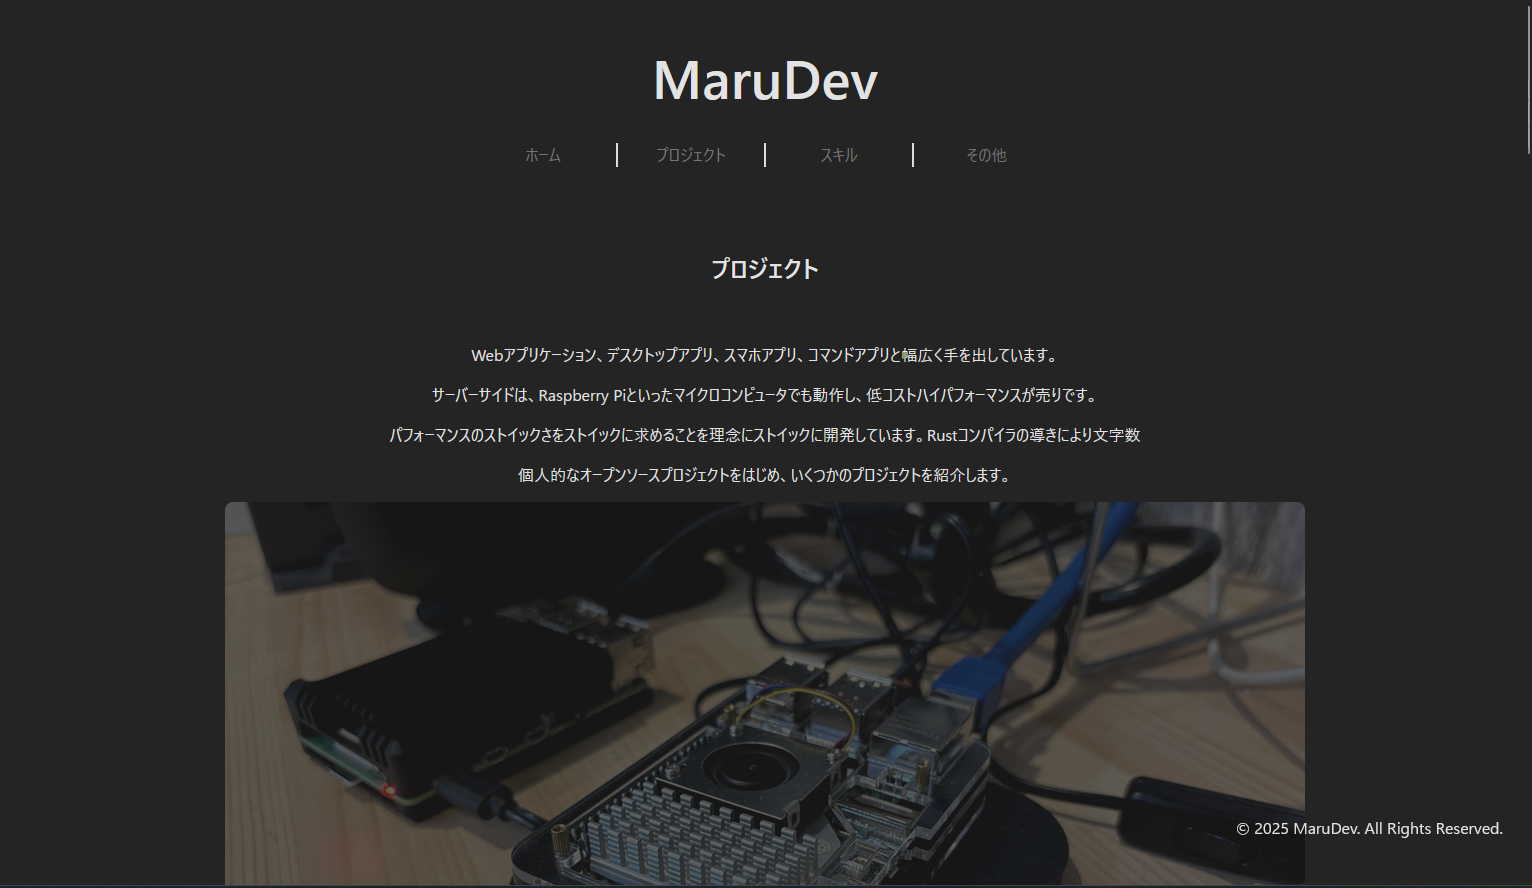 MaruDev
ホーム
プロジェクト
スキル
その他
プロジェクト
Webアプリケーション、デスクトップアプリ、スマホアプリ、コマンドアプリと幅広く手を出しています。
サーバーサイドは、Raspberry Piといったマイクロコンピュータでも動作し、低コストハイパフォーマンスが売りです。
パフォーマンスのストイックさをストイックに求めることを理念にストイックに開発しています。Rustコンパイラの導きにより文字数
個人的なオープンソースプロジェクトをはじめ、いくつかのプロジェクトを紹介します。
© 2025 MaruDev. All Rights Reserved.